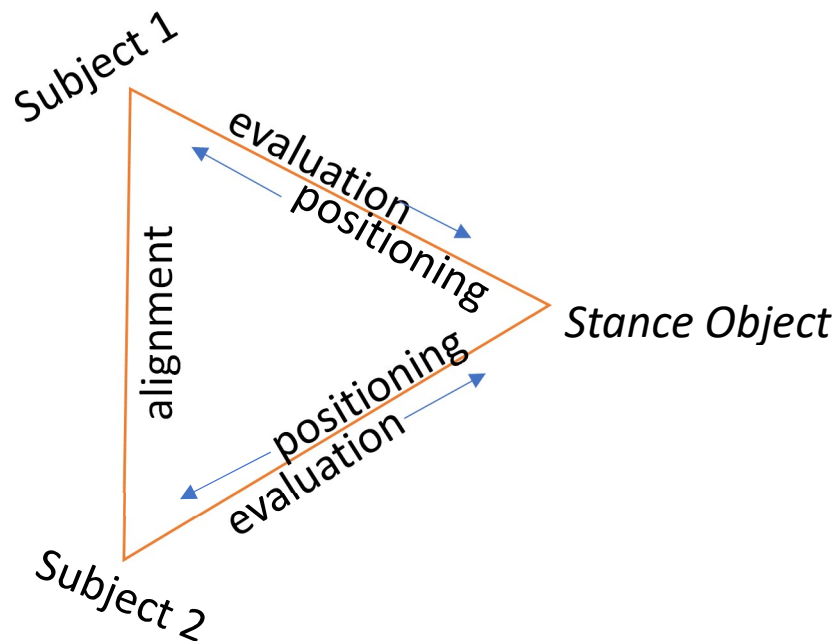 Subject 1
evaluation
positioning
alignment
Stance Object
positioning
evaluation
Subject 2